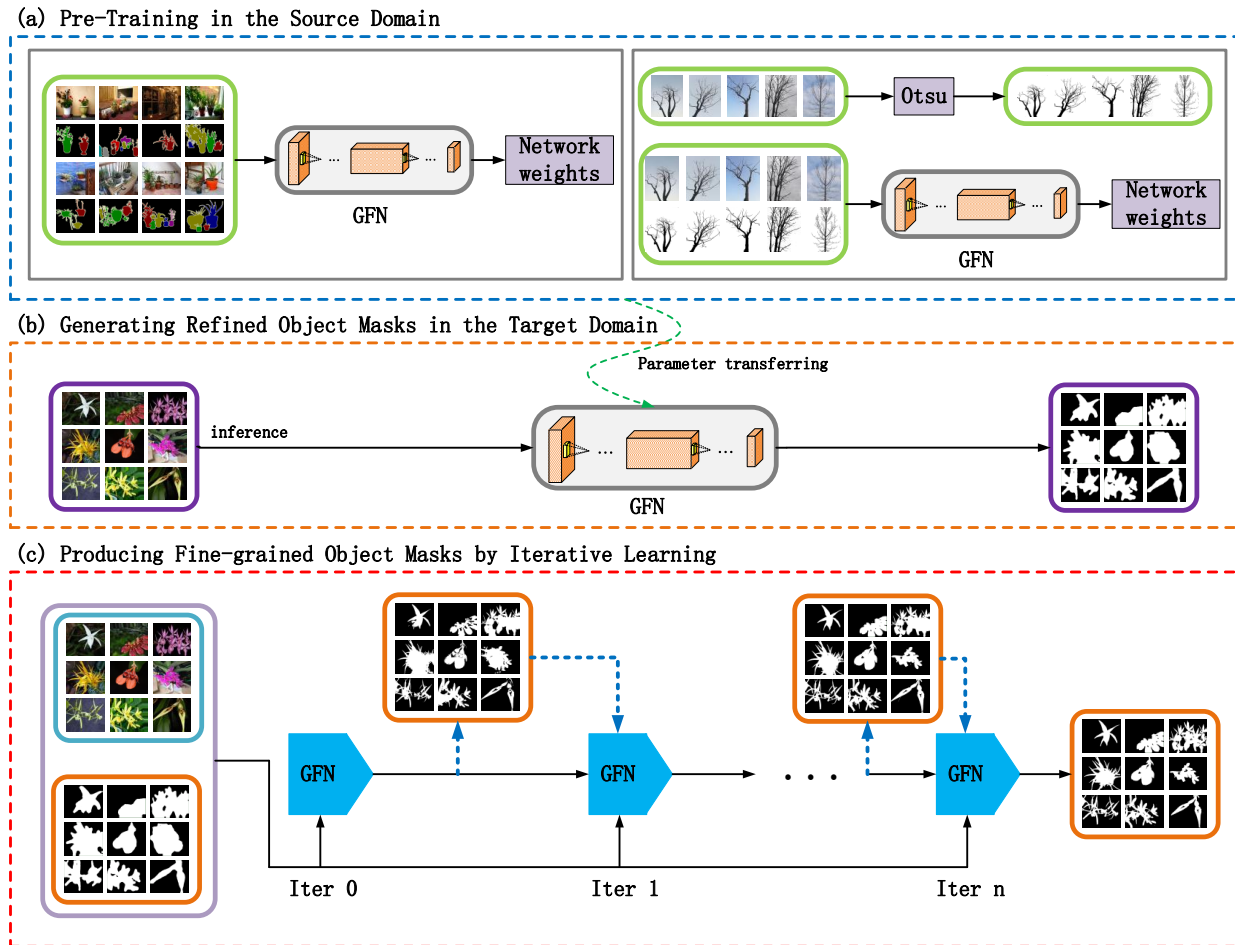 (a) Pre-Training in the Source Domain
Otsu
...
...
Network
weights
GFN
...
...
Network
weights
GFN
(b) Generating Refined Object Masks in the Target Domain
Parameter transferring
inference
...
...
GFN
(c) Producing Fine-grained Object Masks by Iterative Learning
GFN
GFN
...
GFN
Iter 0
Iter 1
Iter n